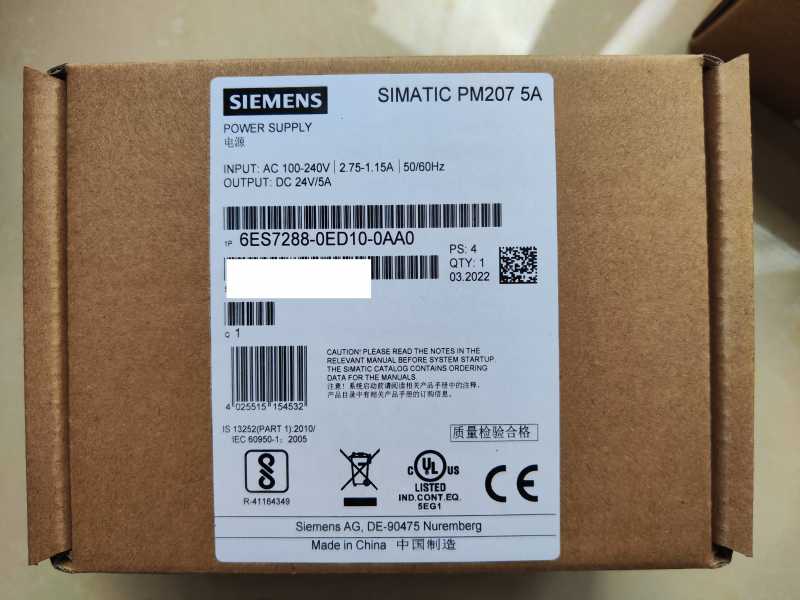 SIEMENS
SIMATIC PM207 5A
POWER SUPPLY
电源
INPUT: AC 100-240V | 2.75-1.15A | 50/60Hz
OUTPUT: DC 24V/5A
1P 6ES7288-0ED10-0AA0
PS: 4
QTY: 1
03.2022
Q 1
CAUTION! PLEASE READ THE NOTES IN THE
RELEVANT MANUAL BEFORE SYSTEM STARTUP.
THE SIMATIC CATALOG CONTAINS ORDERING
DATA FOR THE MANUALS.
注意！系统启动前请阅读相关产品手册中的注释，
产品目录中有相关产品手册的订购信息。
4 025515 154532
IS 13252(PART 1):2010/
IEC 60950-1: 2005
质量检验合格
R-41164349
C UL US
LISTED
IND.CONT.EQ.
5EG1
CE
Siemens AG, DE-90475 Nuremberg
Made in China 中国制造